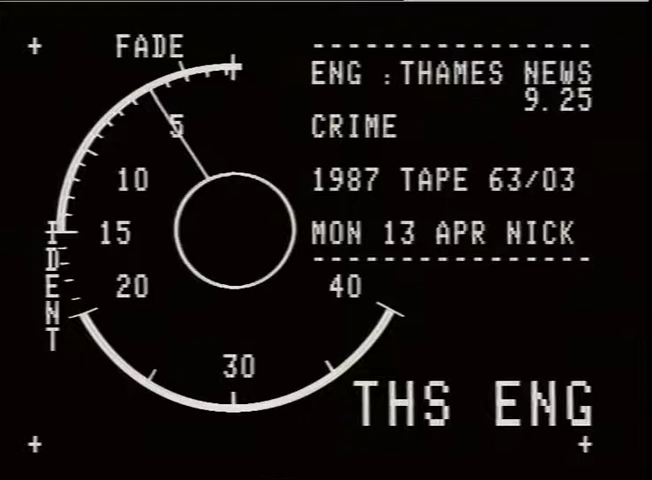 FADE
ENG :THAMES NEWS
9.25
5
CRIME
10
1987 TAPE 63/03
15
MON 13 APR NICK
IDENT
20
40
30
THS ENG